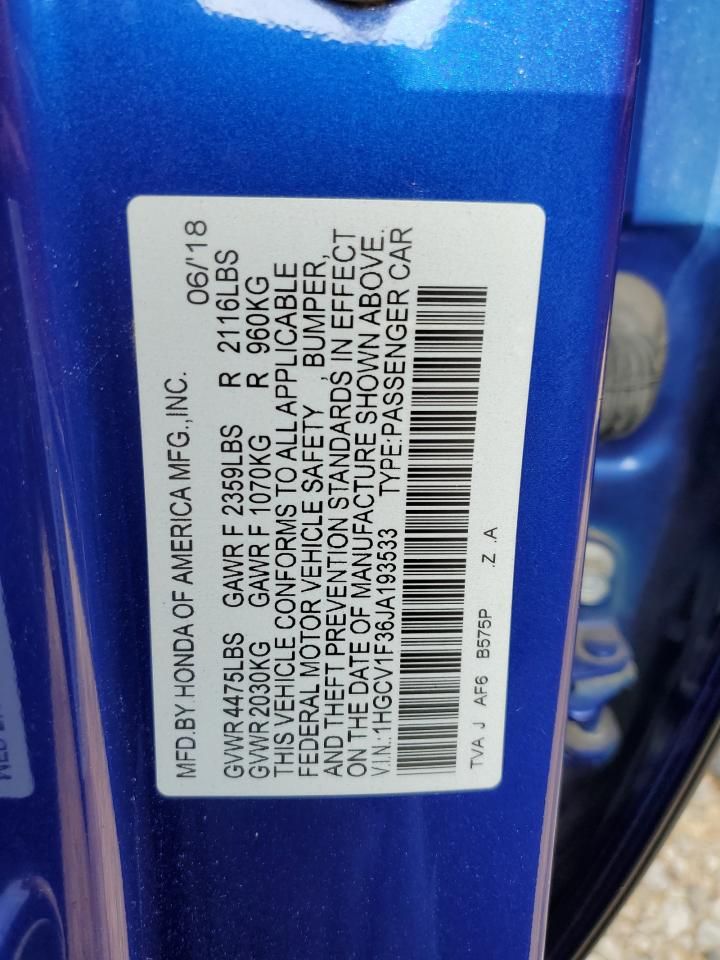 MFD.BY HONDA OF AMERICA MFG.,INC. 06/'18
GVWR 4475LBS GAWR F 2359LBS R 2116LBS
GVWR 2030KG GAWR F 1070KG R 960KG
THIS VEHICLE CONFORMS TO ALL APPLICABLE
FEDERAL MOTOR VEHICLE SAFETY , BUMPER,
AND THEFT PREVENTION STANDARDS IN EFFECT
ON THE DATE OF MANUFACTURE SHOWN ABOVE.
V.I.N.:1HGCV1F36JA193533 TYPE:PASSENGER CAR
TVA J AF6 B575P .Z .A